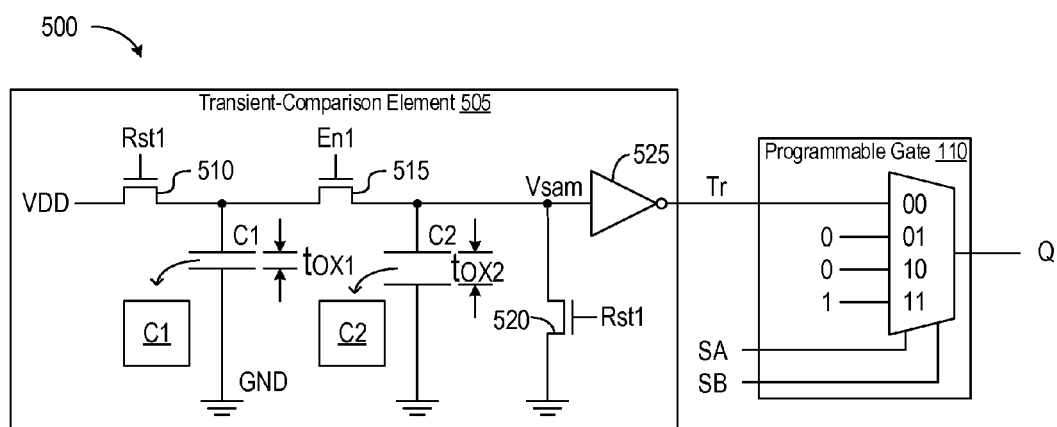 500
Transient-Comparison Element 505
Rst1
En1
510
515
525
VDD
Vsam
Tr
C1
tOX1
C2
tOX2
C1
C2
520
Rst1
GND
Programmable Gate 110
00
0 01
0 10
1 11
Q
SA
SB